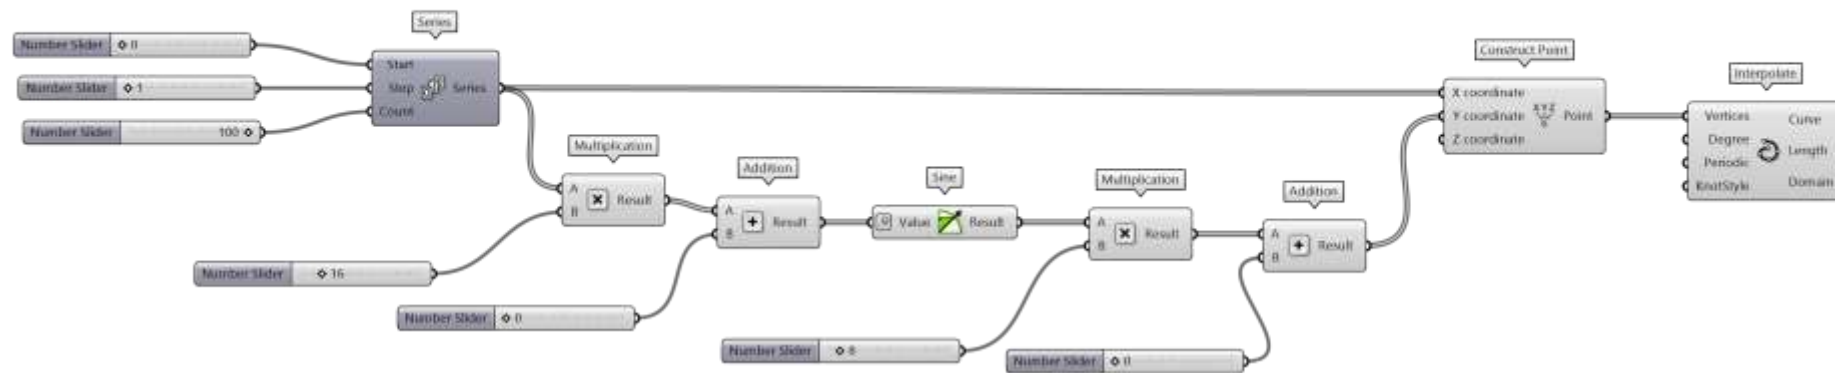 Series
Number Slider 0
Start
Number Slider 1
Step Series
Count
Number Slider 100
Construct Point
X coordinate
Y coordinate XYZ Point
Z coordinate
Interpolate
Vertices Curve
Degree
Length
Periodic
KnotStyle Domain
Multiplication
A
B Result
Number Slider 16
Addition
A
B Result
Number Slider 0
Sine
Value Result
Multiplication
A
B Result
Number Slider 8
Addition
A
B Result
Number Slider 0